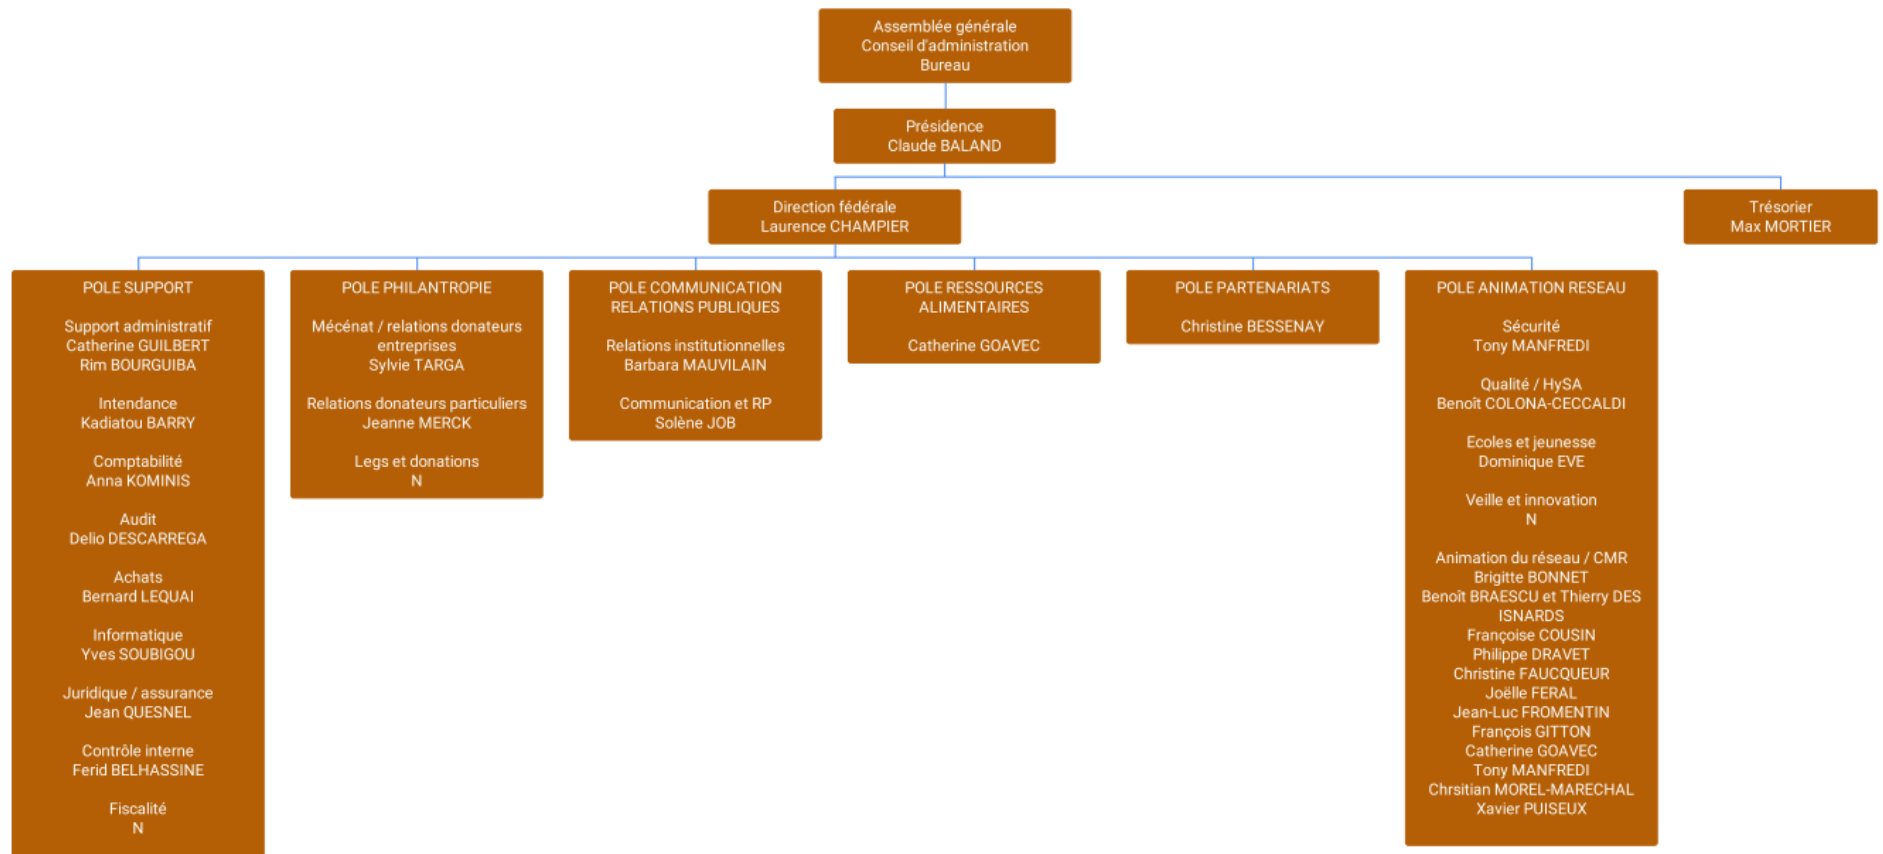 Assemblée générale
Conseil d'administration
Bureau
Présidence
Claude BALAND
Direction fédérale
Laurence CHAMPIER
Trésorier
Max MORTIER
POLE SUPPORT
Support administratif
Catherine GUILBERT
Rim BOURGUIBA
Intendance
Kadiatou BARRY
Comptabilité
Anna KOMINIS
Audit
Delio DESCARREGA
Achats
Bernard LEQUAI
Informatique
Yves SOUBIGOU
Juridique / assurance
Jean QUESNEL
Contrôle interne
Ferid BELHASSINE
Fiscalité
N
POLE PHILANTROPIE
Mécénat / relations donateurs
entreprises
Sylvie TARGA
Relations donateurs particuliers
Jeanne MERCK
Legs et donations
N
POLE COMMUNICATION
RELATIONS PUBLIQUES
Relations institutionnelles
Barbara MAUVILAIN
Communication et RP
Solène JOB
POLE RESSOURCES
ALIMENTAIRES
Catherine GOAVEC
POLE PARTENARIATS
Christine BESSENAY
POLE ANIMATION RESEAU
Sécurité
Tony MANFREDI
Qualité / HySA
Benoît COLONA-CECCALDI
Ecoles et jeunesse
Dominique EVE
Veille et innovation
N
Animation du réseau / CMR
Brigitte BONNET
Benoît BRAESCU et Thierry DES
ISNARDS
Françoise COUSIN
Philippe DRAVET
Christine FAUCQUEUR
Joëlle FERAL
Jean-Luc FROMENTIN
François GITTON
Catherine GOAVEC
Tony MANFREDI
Chrsitian MOREL-MARECHAL
Xavier PUISEUX